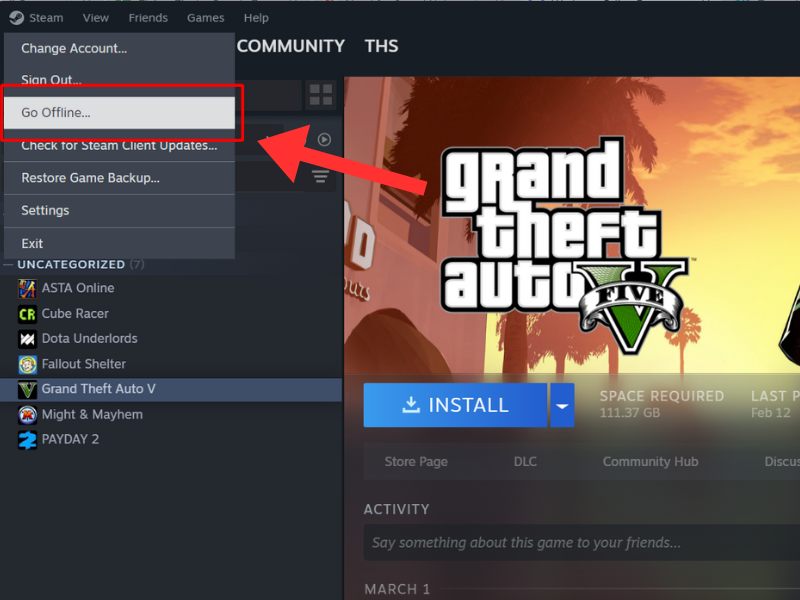 Steam View Friends Games Help
Change Account...
COMMUNITY THS
Sign Out...
Go Offline...
Check for Steam Client Updates...
Restore Game Backup...
Settings
Exit
UNCATEGORIZED (7)
ASTA Online
Cube Racer
Dota Underlords
Fallout Shelter
Grand Theft Auto V
Might & Mayhem
PAYDAY 2
grand
theft
auto V
FIVE
™
INSTALL
SPACE REQUIRED
111.37 GB
LAST P
Feb 12
Store Page DLC Community Hub Discus
ACTIVITY
Say something about this game to your friends...
MARCH 1